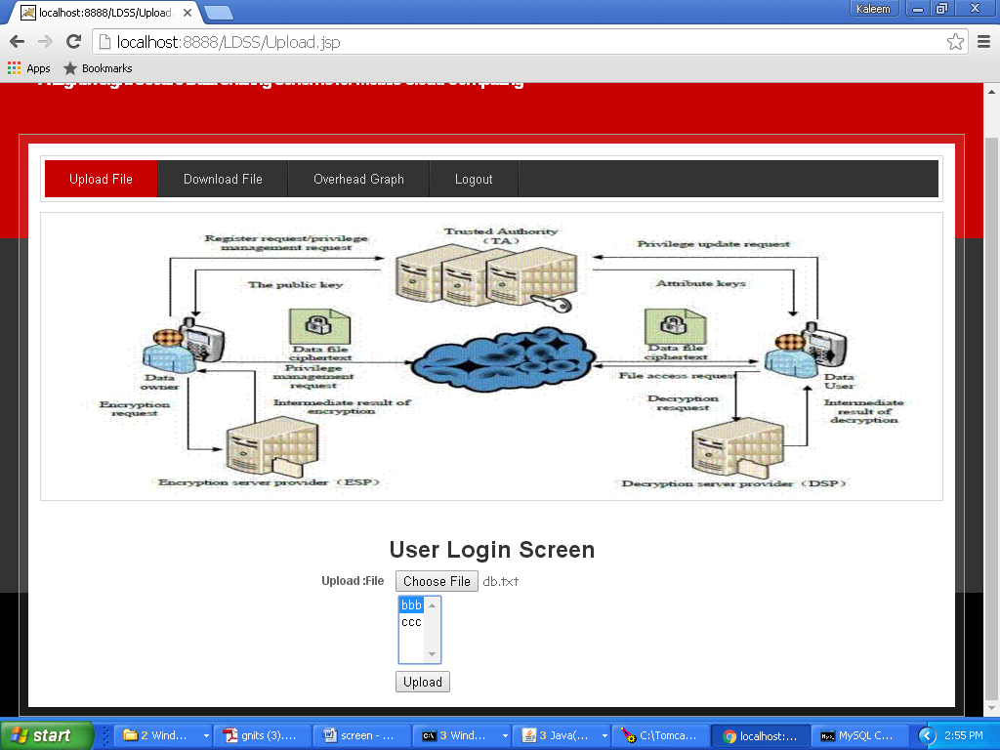 localhost:8888/LDSS/Upload.
Kaleem
localhost:8888/LDSS/Upload.jsp
Apps Bookmarks
Upload File Download File Overhead Graph Logout
Trusted Authority
(TA)
Register request/privilege
management request
Privilege update request
The public key
Attribute keys
Data file
ciphertext
Data file
ciphertext
Privilege
management
request
File access request
Data
owner
Data
User
Encryption
request
Intermediate result of
encryption
Decryption
resquest
Intermediate
result of
decryption
Encryption server provider (ESP)
Decryption server provider (DSP)
User Login Screen
Upload :File Choose File db.txt
bbb
ccc
Upload
start 2 Wind... gnits (3).... screen - ... 3 Wind... 3 Java(... C:\Tomca... localhost:... MySQL C... 2:55 PM